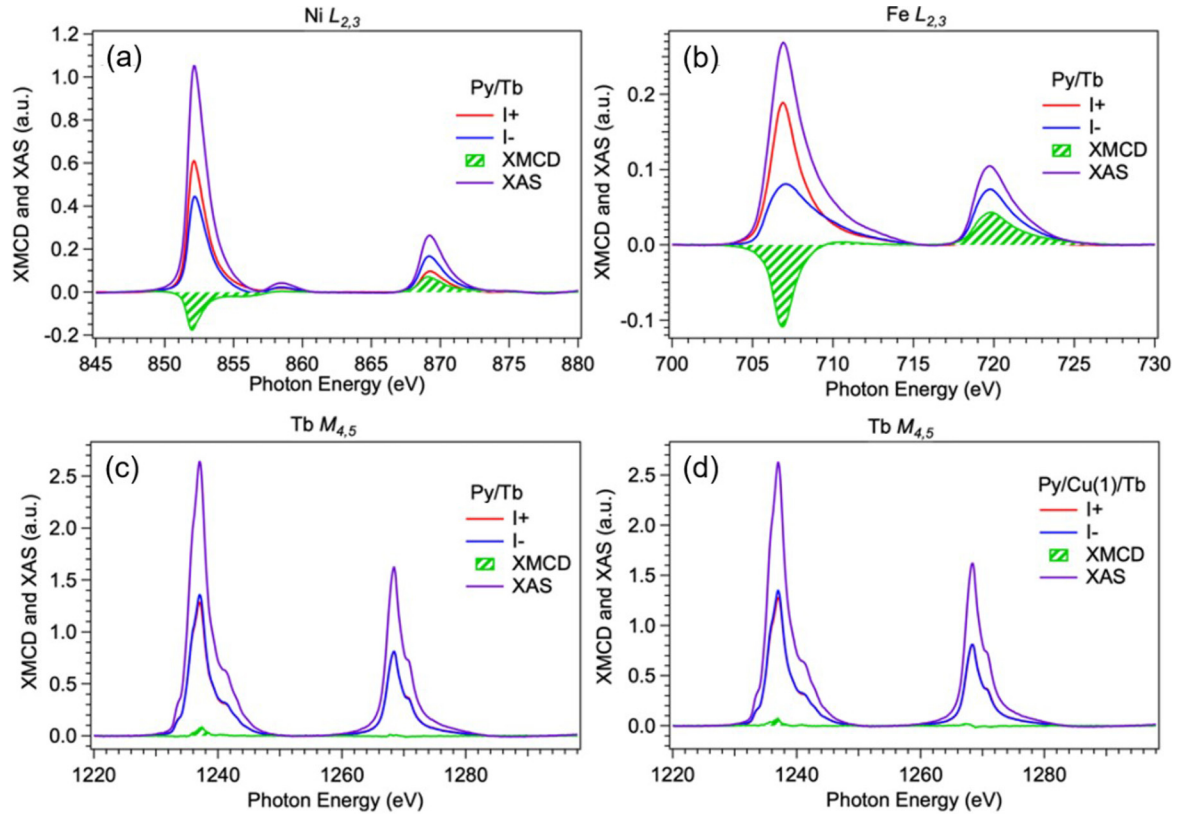 Ni L2,3
(a)
Py/Tb
I+
I-
XMCD
XAS
XMCD and XAS (a.u.)
1.2
1.0
0.8
0.6
0.4
0.2
0.0
-0.2
845 850 855 860 865 870 875 880
Photon Energy (eV)
Fe L2,3
(b)
Py/Tb
I+
I-
XMCD
XAS
XMCD and XAS (a.u.)
0.2
0.1
0.0
-0.1
700 705 710 715 720 725 730
Photon Energy (eV)
Tb M4,5
(c)
Py/Tb
I+
I-
XMCD
XAS
XMCD and XAS (a.u.)
2.5
2.0
1.5
1.0
0.5
0.0
1220 1240 1260 1280
Photon Energy (eV)
Tb M4,5
(d)
Py/Cu(1)/Tb
I+
I-
XMCD
XAS
XMCD and XAS (a.u.)
2.5
2.0
1.5
1.0
0.5
0.0
1220 1240 1260 1280
Photon Energy (eV)